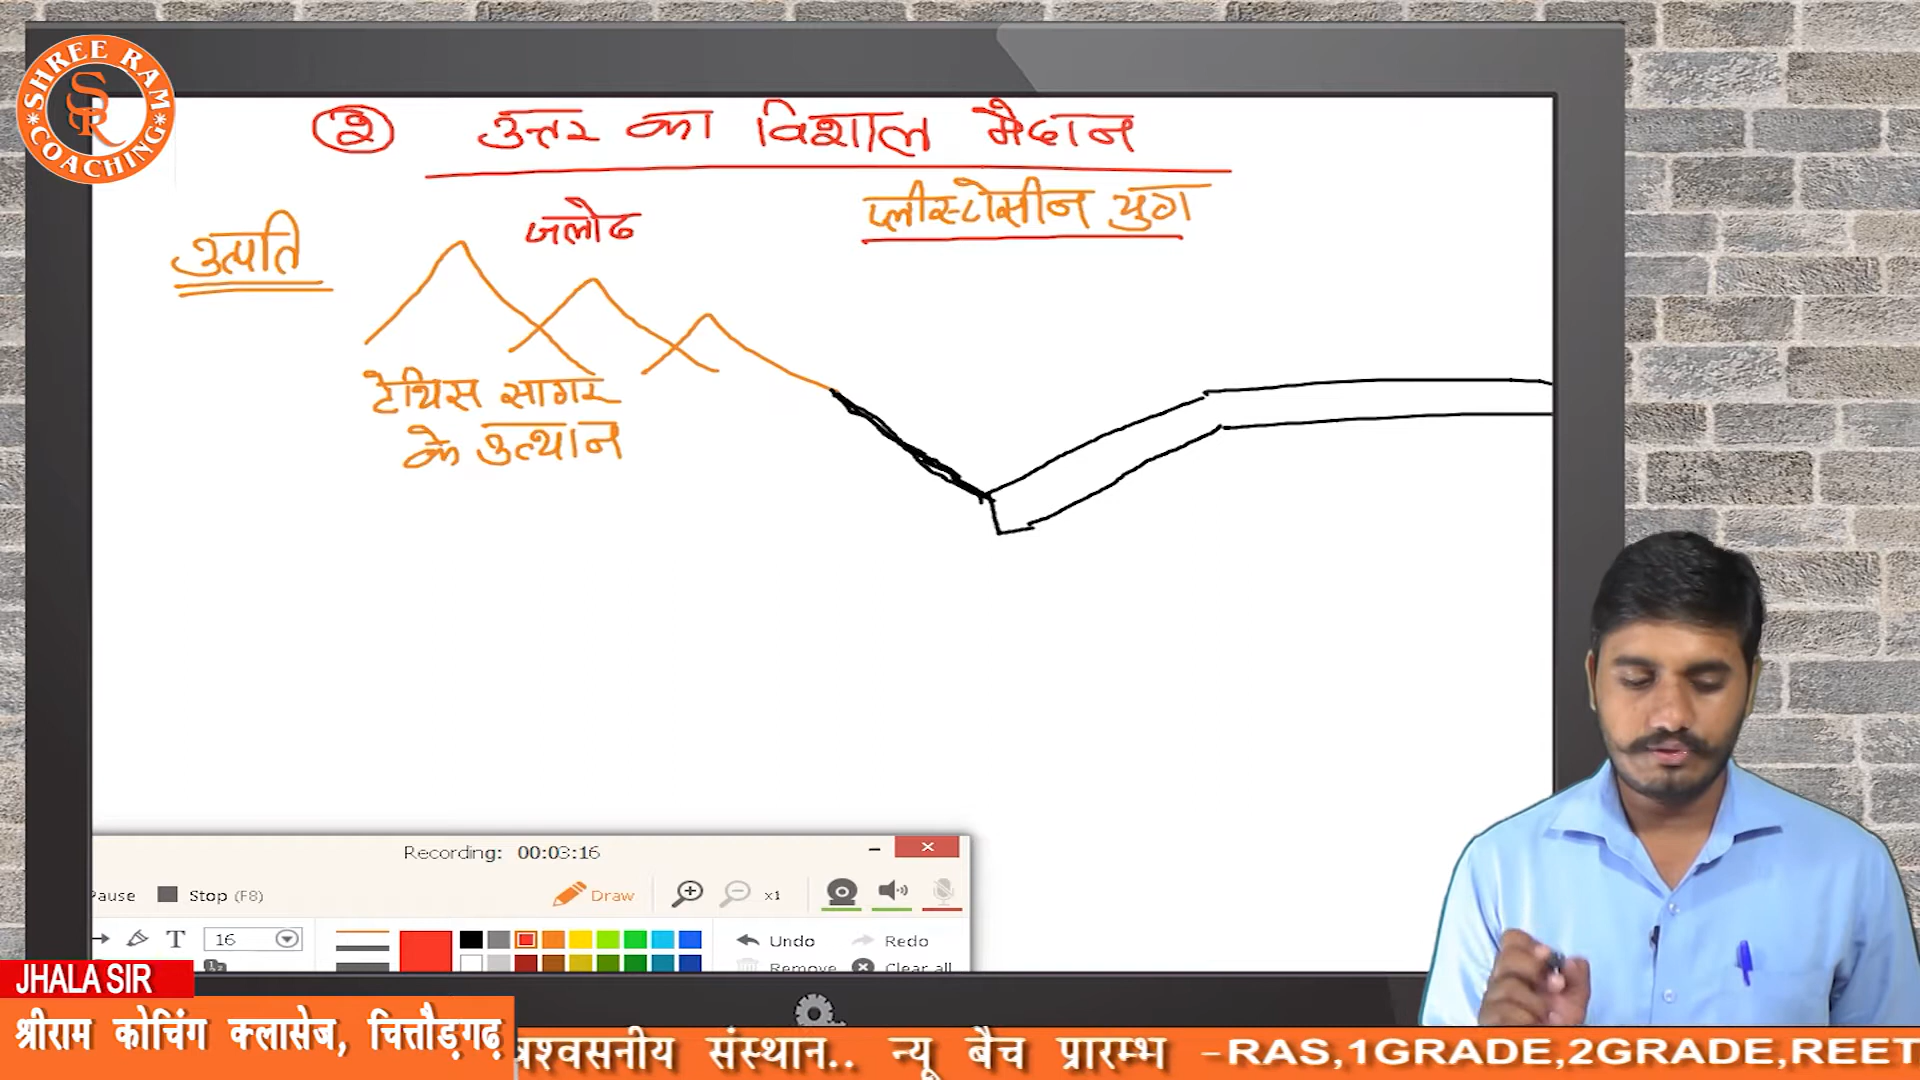 SHREE RAM
SR
COACHING
② उत्तर का विशाल मैदान
जलोढ
प्लीस्टोसीन युग
उत्पति
टेथिस सागर
के उत्थान
Recording: 00:03:16
Pause Stop (F8) Draw x1
T 16 Undo Redo
Remove Clear all
JHALA SIR
श्रीराम कोचिंग क्लासेज, चित्तौड़गढ़
श्वसनीय संस्थान.. न्यू बैच प्रारम्भ -RAS,1GRADE,2GRADE,REET